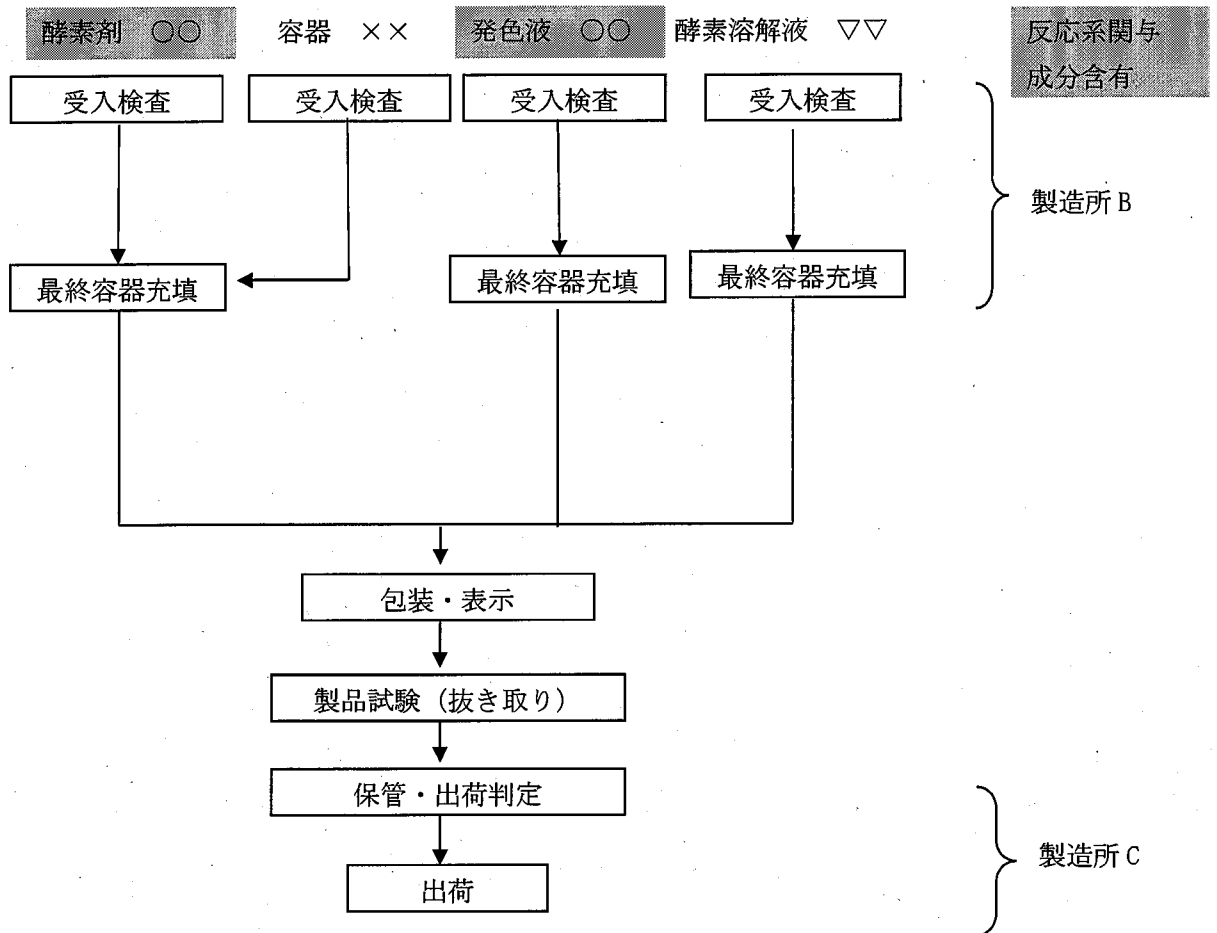 酵素剤 ○○
容器 ××
発色液 ○○
酵素溶解液 ▽▽
反応系関与
成分含有
受入検査
受入検査
受入検査
受入検査
製造所 B
最終容器充填
最終容器充填
最終容器充填
包装・表示
製品試験（抜き取り）
保管・出荷判定
製造所 C
出荷